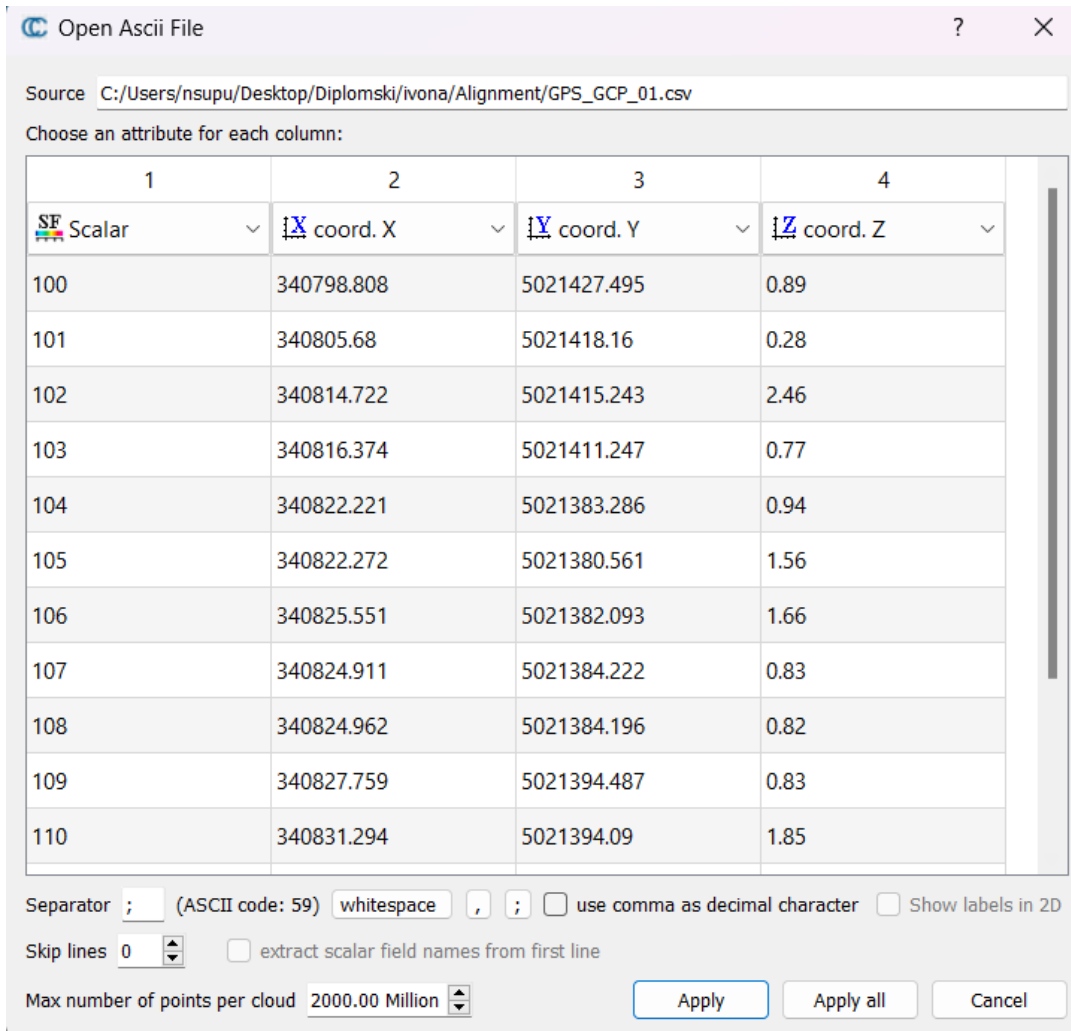 Open Ascii File ?
Source C:/Users/nsupu/Desktop/Diplomski/ivona/Alignment/GPS_GCP_01.csv
Choose an attribute for each column:
1 2 3 4
SF Scalar X coord. X Y coord. Y Z coord. Z
100 340798.808 5021427.495 0.89
101 340805.68 5021418.16 0.28
102 340814.722 5021415.243 2.46
103 340816.374 5021411.247 0.77
104 340822.221 5021383.286 0.94
105 340822.272 5021380.561 1.56
106 340825.551 5021382.093 1.66
107 340824.911 5021384.222 0.83
108 340824.962 5021384.196 0.82
109 340827.759 5021394.487 0.83
110 340831.294 5021394.09 1.85
Separator ; (ASCII code: 59) whitespace , ; use comma as decimal character Show labels in 2D
Skip lines 0 extract scalar field names from first line
Max number of points per cloud 2000.00 Million Apply Apply all Cancel